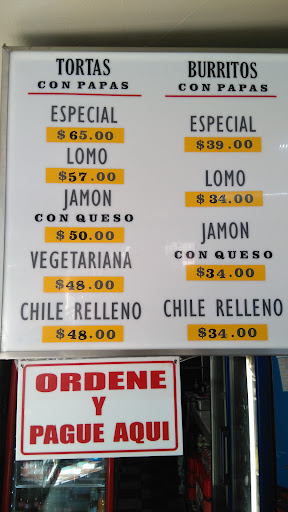 TORTAS
CON PAPAS
ESPECIAL
$65.00
LOMO
$57.00
JAMON
CON QUESO
$50.00
VEGETARIANA
$48.00
CHILE RELLENO
$48.00
BURRITOS
CON PAPAS
ESPECIAL
$39.00
LOMO
$34.00
JAMON
CON QUESO
$34.00
CHILE RELLENO
$34.00
ORDENE
Y
PAGUE AQUI